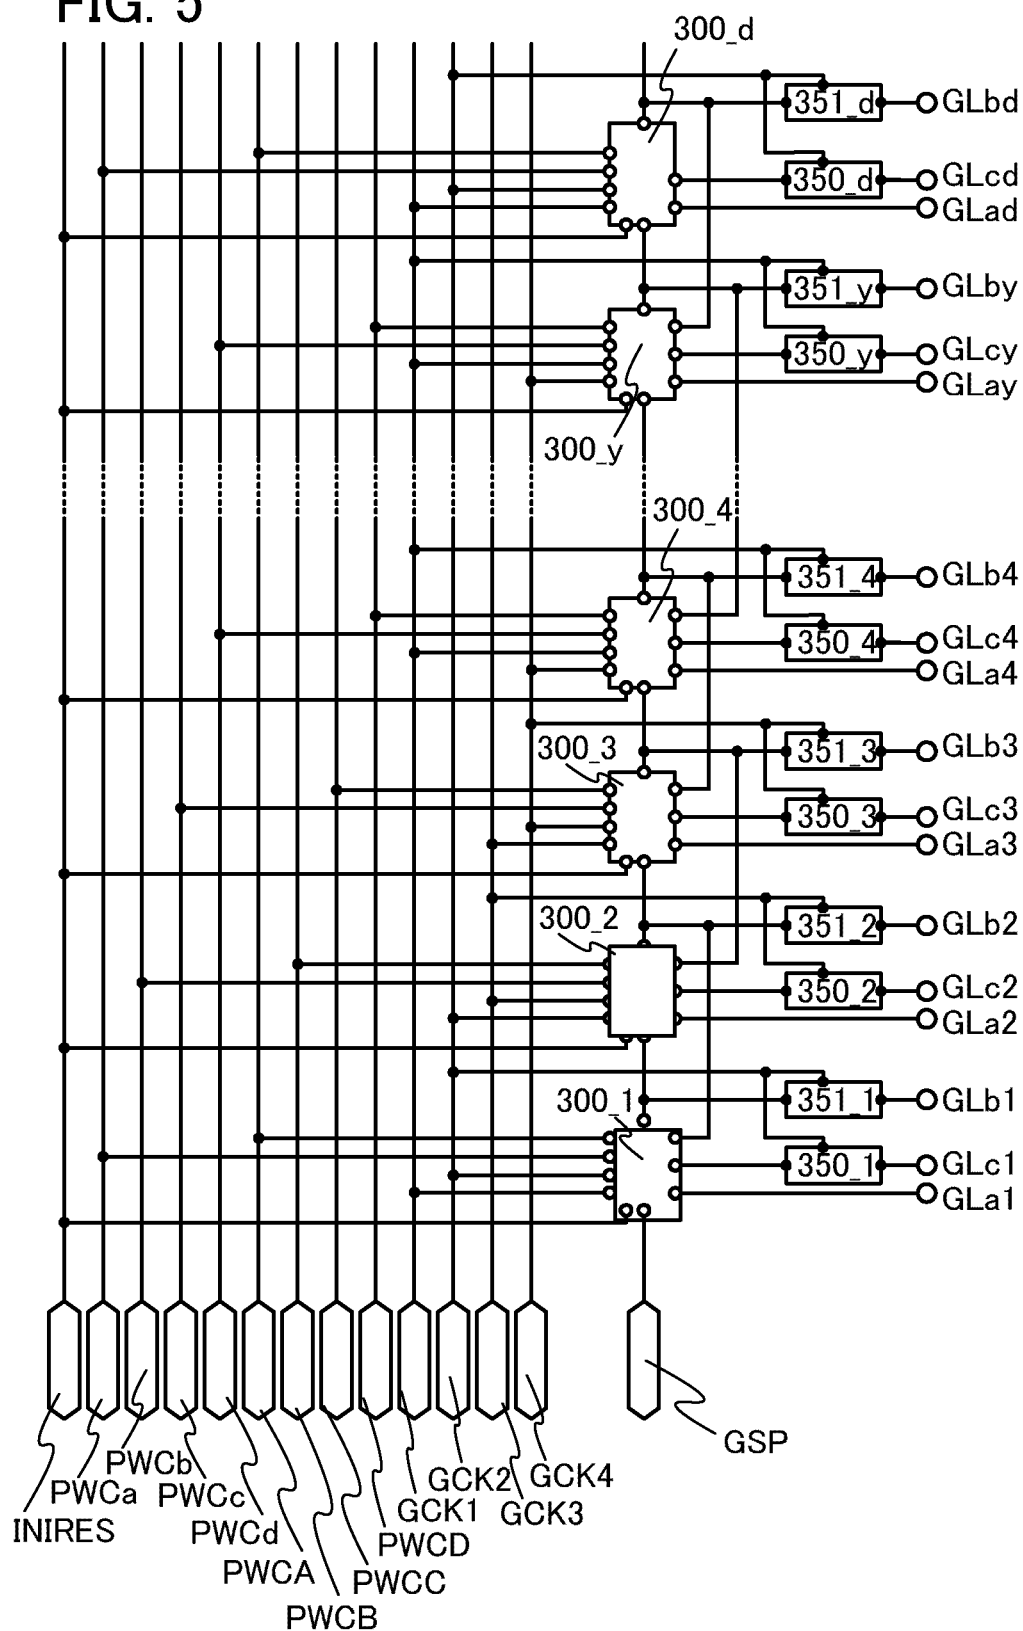 FIG. 5
300_d
351_d
GLbd
350_d
GLcd
GLad
351_y
GLby
350_y
GLcy
GLay
300_y
300_4
351_4
GLb4
350_4
GLc4
GLa4
300_3
351_3
GLb3
350_3
GLc3
GLa3
300_2
351_2
GLb2
350_2
GLc2
GLa2
300_1
351_1
GLb1
350_1
GLc1
GLa1
GSP
INIRES
PWCa
PWCb
PWCc
PWCd
PWCA
PWCB
PWCC
PWCD
GCK1
GCK2
GCK3
GCK4